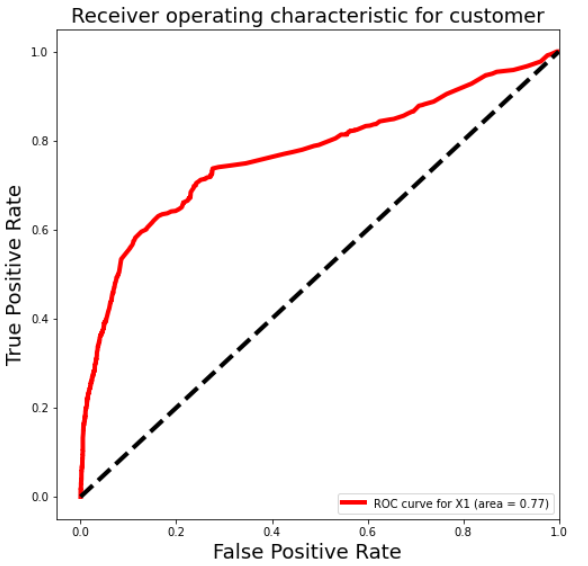 Receiver operating characteristic for customer
True Positive Rate
1.0
0.8
0.6
0.4
0.2
0.0
ROC curve for X1 (area = 0.77)
0.0 0.2 0.4 0.6 0.8 1.0
False Positive Rate